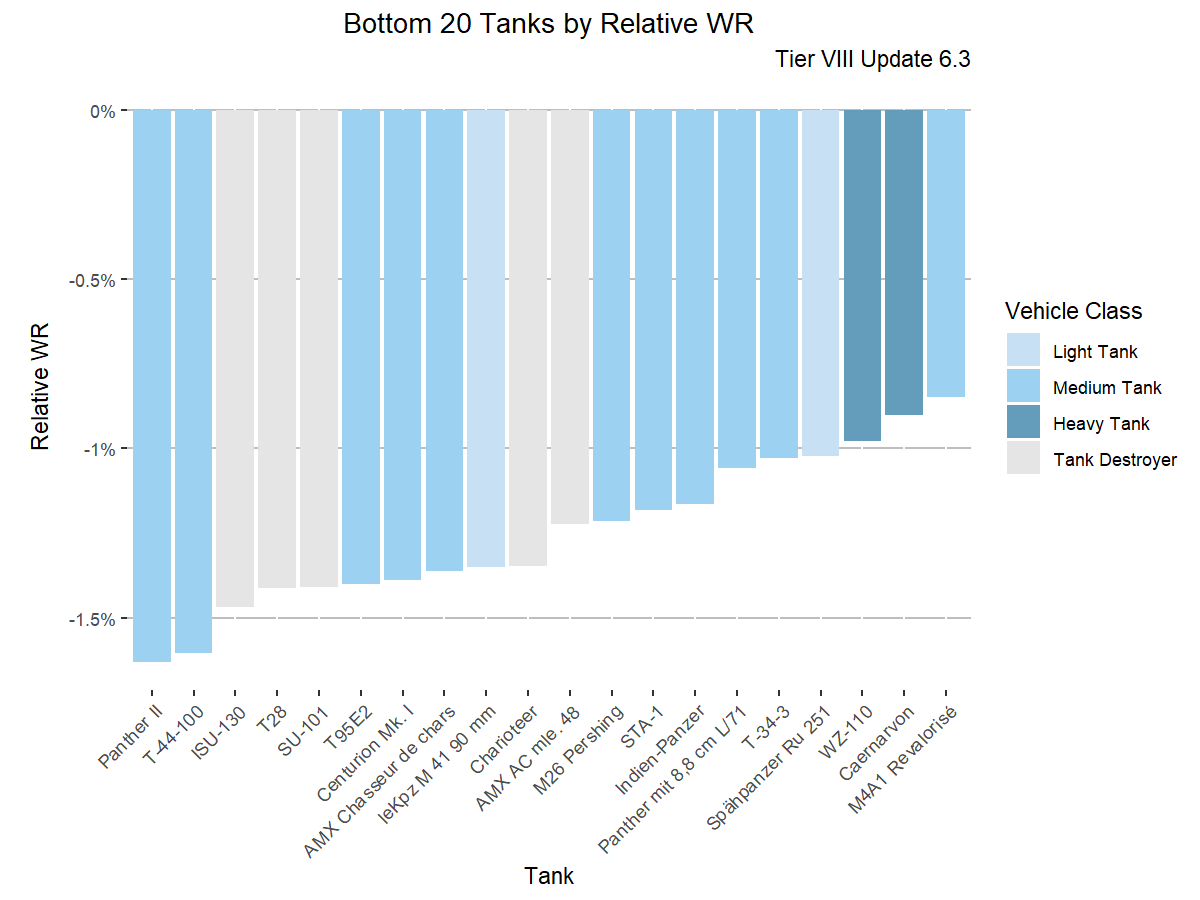 Bottom 20 Tanks by Relative WR
Tier VIII Update 6.3
0%
-0.5%
-1%
-1.5%
Relative WR
Panther II
T-44-100
ISU-130
T28
SU-101
T95E2
Centurion Mk. I
AMX Chasseur de chars
leKpz M 41 90 mm
Charioteer
AMX AC mle. 48
M26 Pershing
STA-1
Indien-Panzer
Panther mit 8,8 cm L/71
T-34-3
Spähpanzer Ru 251
WZ-110
Caernarvon
M4A1 Revalorisé
Tank
Vehicle Class
Light Tank
Medium Tank
Heavy Tank
Tank Destroyer